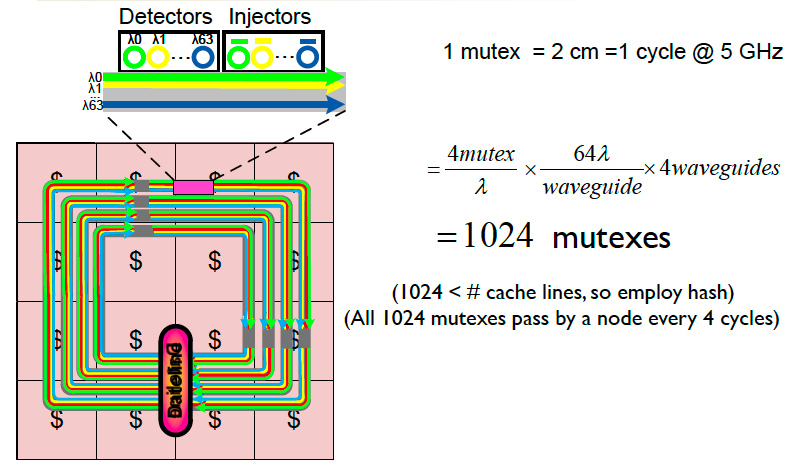 Detectors Injectors
λ0 λ1 λ63
...
...
λ0
λ1
...
λ63
1 mutex = 2 cm =1 cycle @ 5 GHz
= 4mutex/λ × 64λ/waveguide × 4waveguides
= 1024 mutexes
(1024 < # cache lines, so employ hash)
(All 1024 mutexes pass by a node every 4 cycles)
$ $ $ $
$ $ $ $
$ $ $ $
$ $ $ $
Dateline